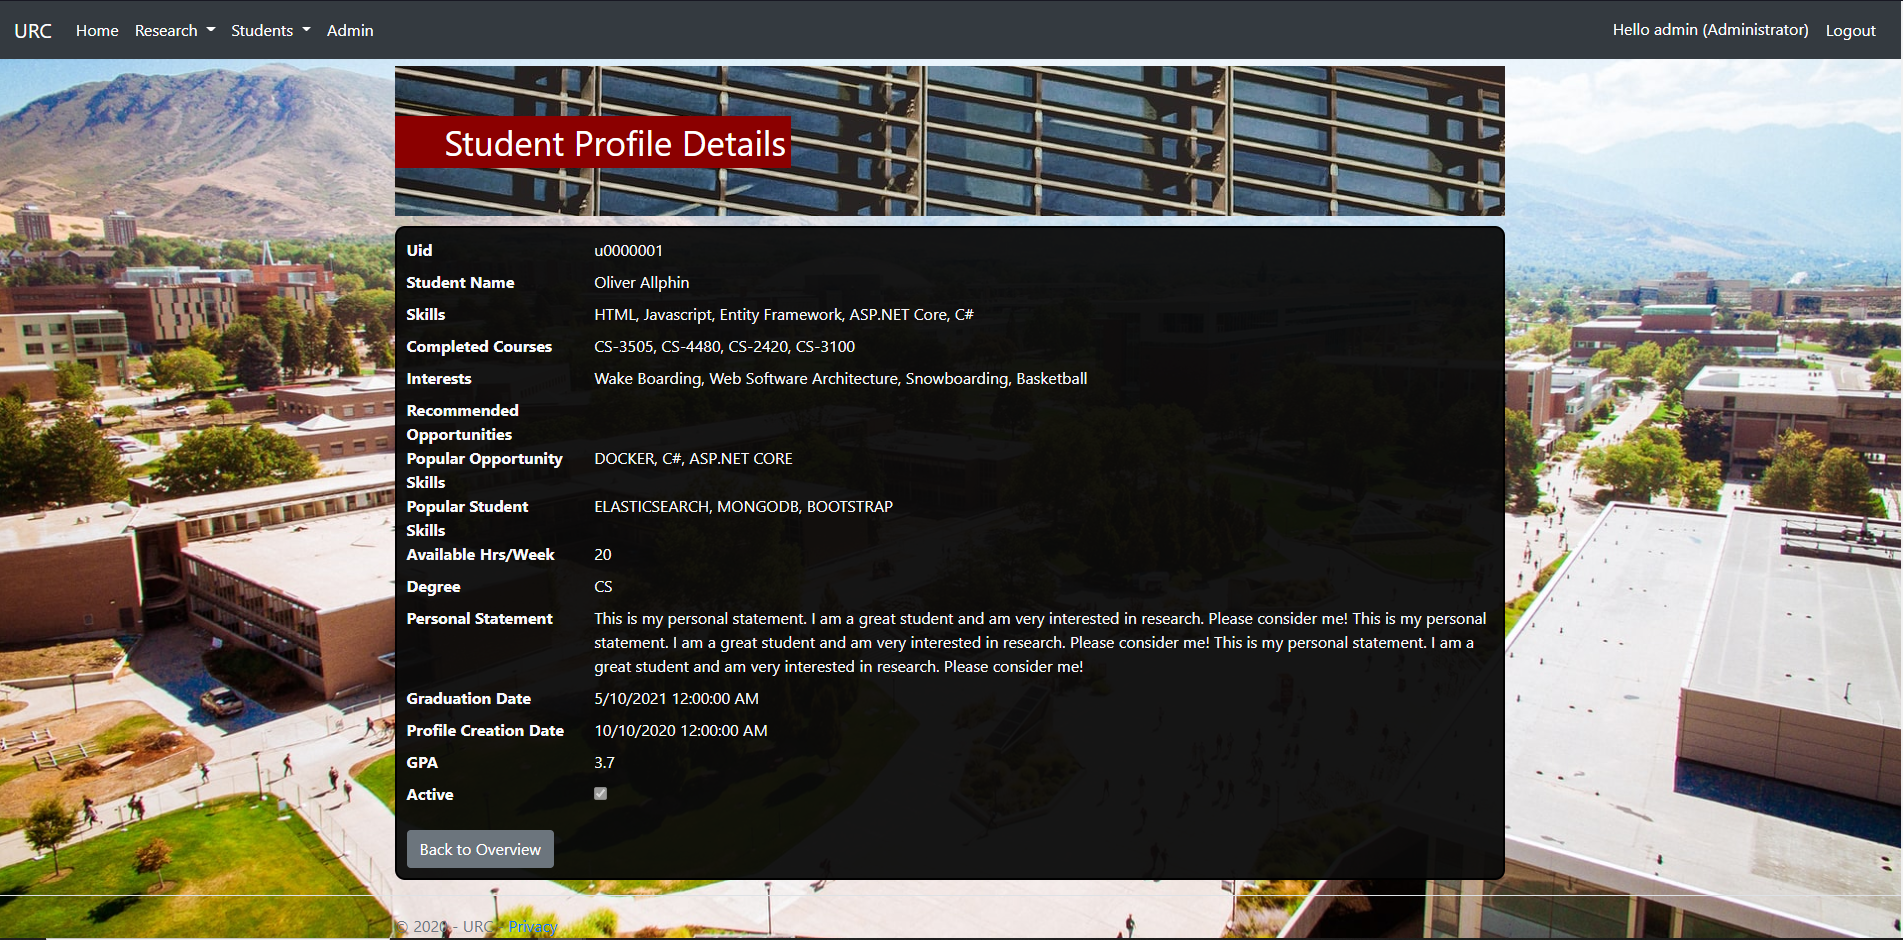 URC Home Research Students Admin Hello admin (Administrator) Logout
Student Profile Details
Uid u0000001
Student Name Oliver Allphin
Skills HTML, Javascript, Entity Framework, ASP.NET Core, C#
Completed Courses CS-3505, CS-4480, CS-2420, CS-3100
Interests Wake Boarding, Web Software Architecture, Snowboarding, Basketball
Recommended
Opportunities
Popular Opportunity DOCKER, C#, ASP.NET CORE
Skills
Popular Student ELASTICSEARCH, MONGODB, BOOTSTRAP
Skills
Available Hrs/Week 20
Degree CS
Personal Statement This is my personal statement. I am a great student and am very interested in research. Please consider me! This is my personal
statement. I am a great student and am very interested in research. Please consider me! This is my personal statement. I am a
great student and am very interested in research. Please consider me!
Graduation Date 5/10/2021 12:00:00 AM
Profile Creation Date 10/10/2020 12:00:00 AM
GPA 3.7
Active
Back to Overview
© 2020 - URC - Privacy